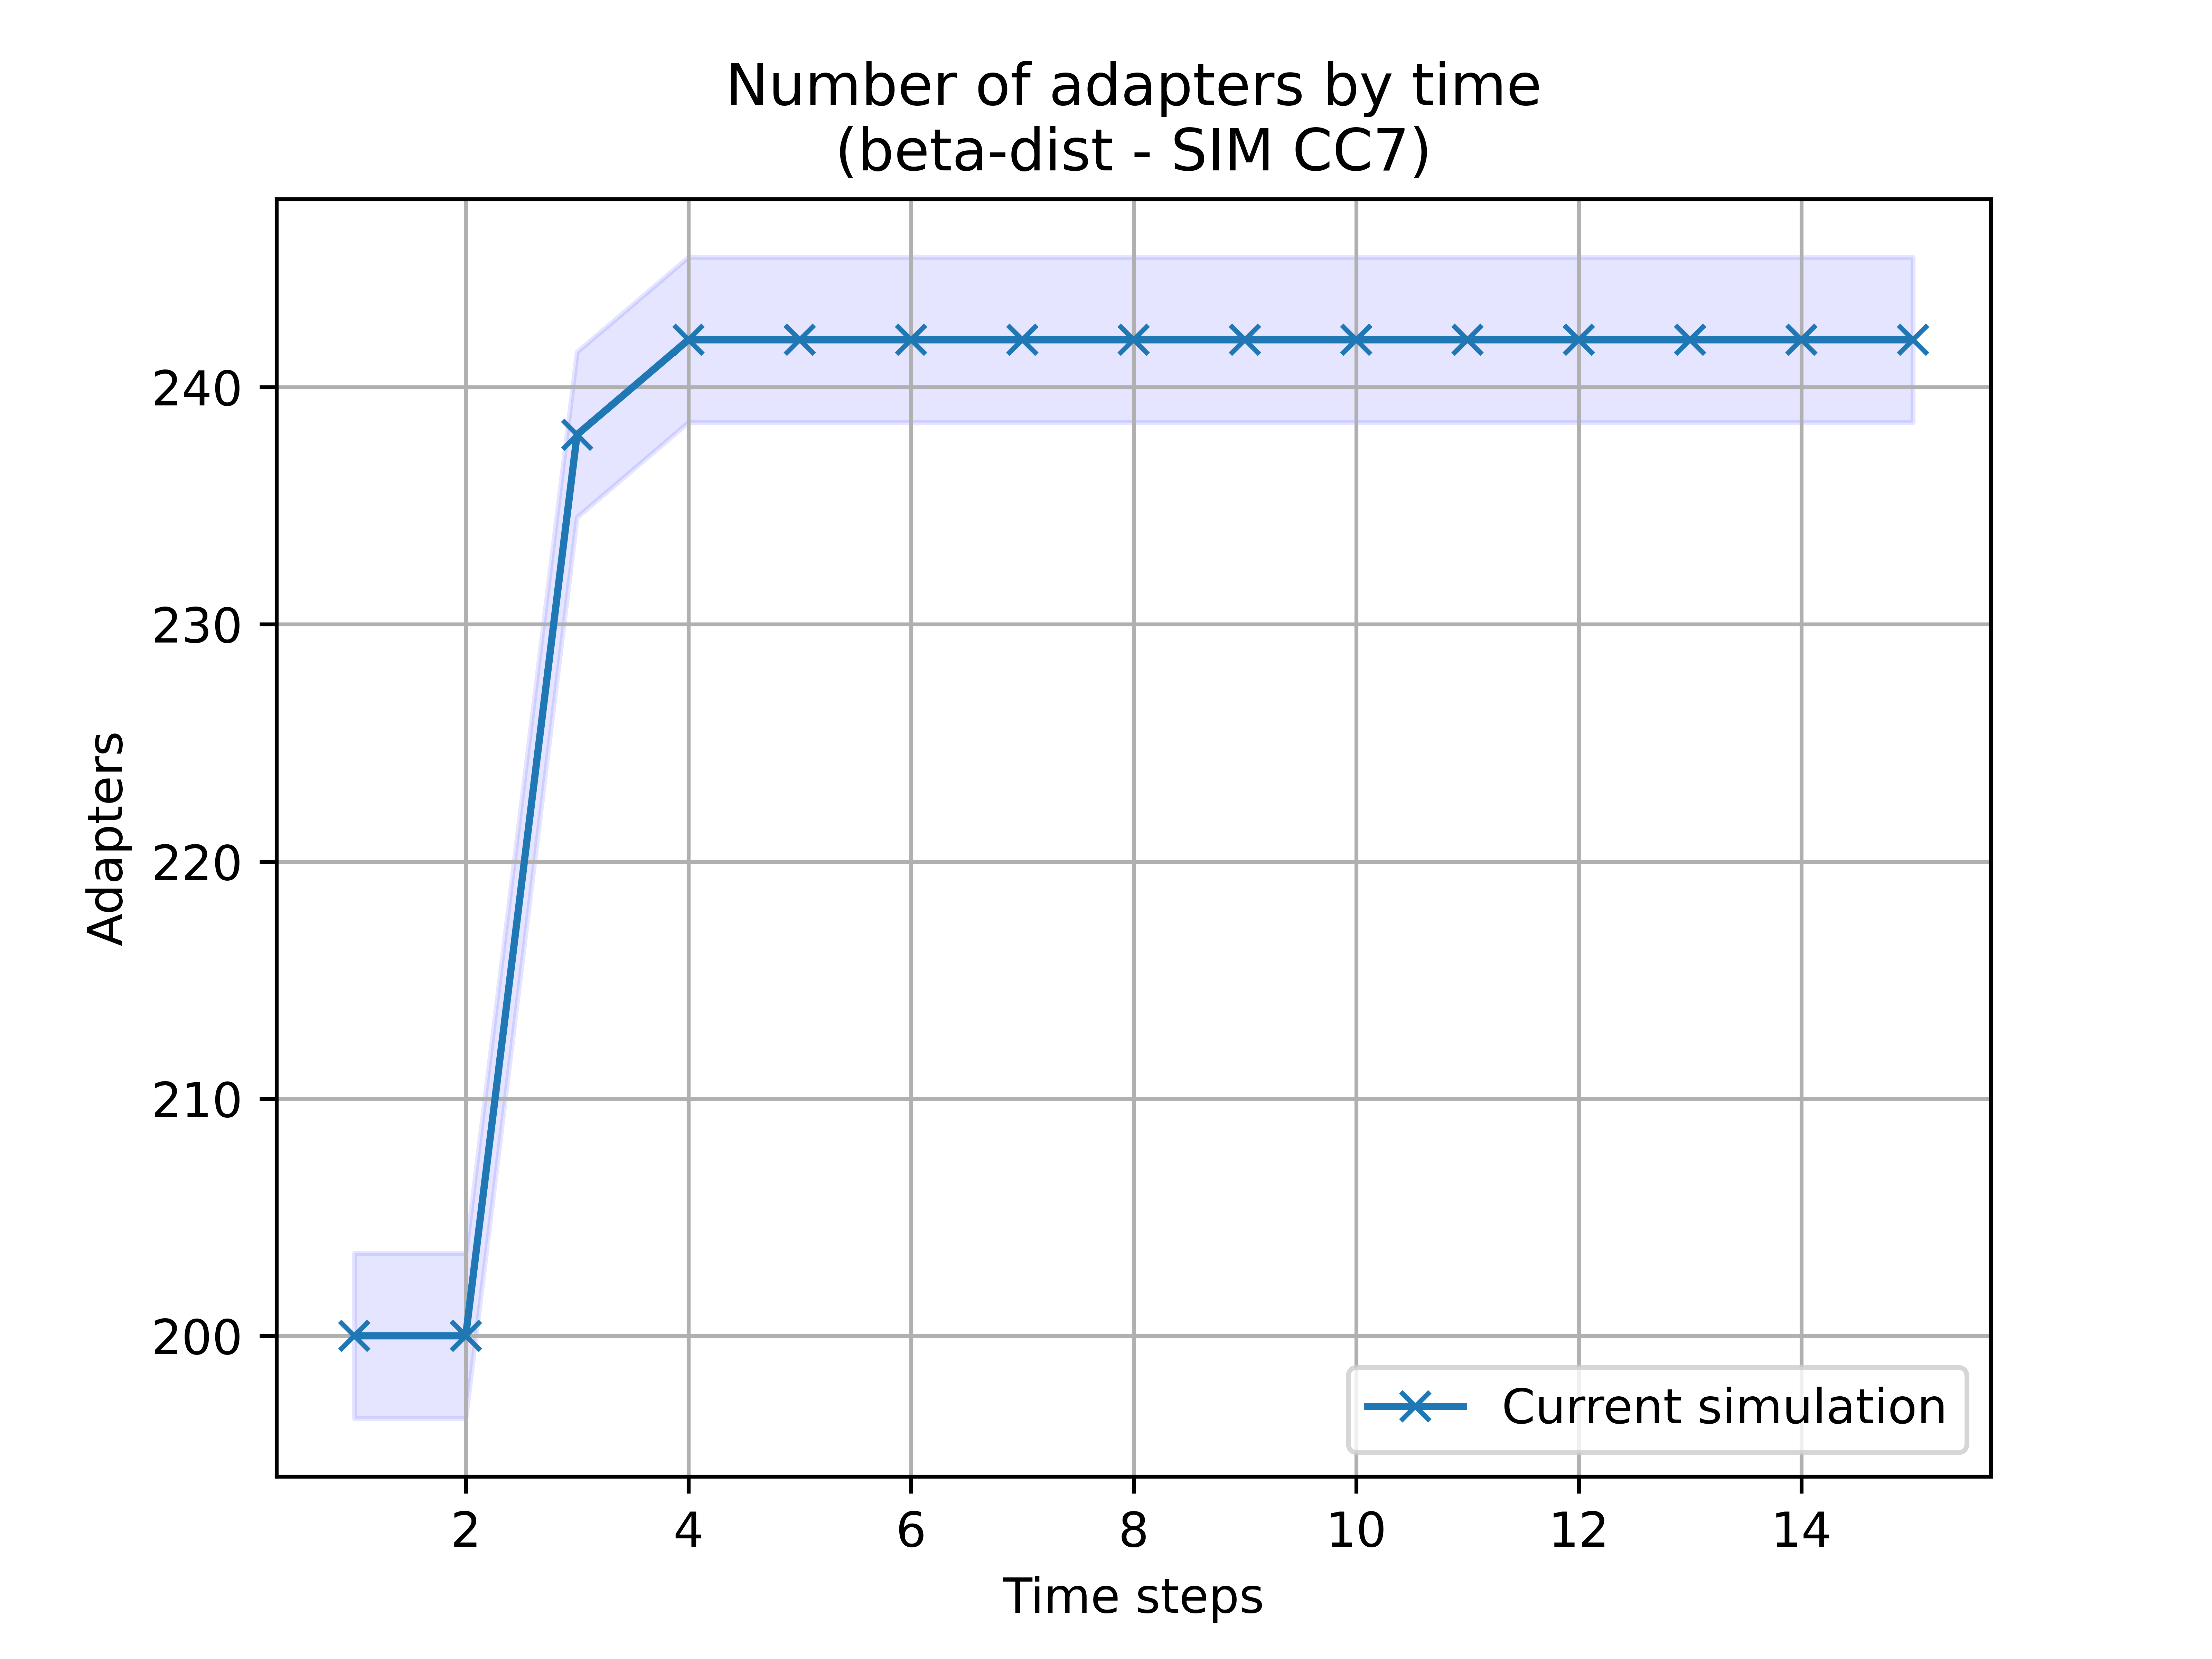 Number of adapters by time
(beta-dist - SIM CC7)
Adapters
240
230
220
210
200
Current simulation
2 4 6 8 10 12 14
Time steps